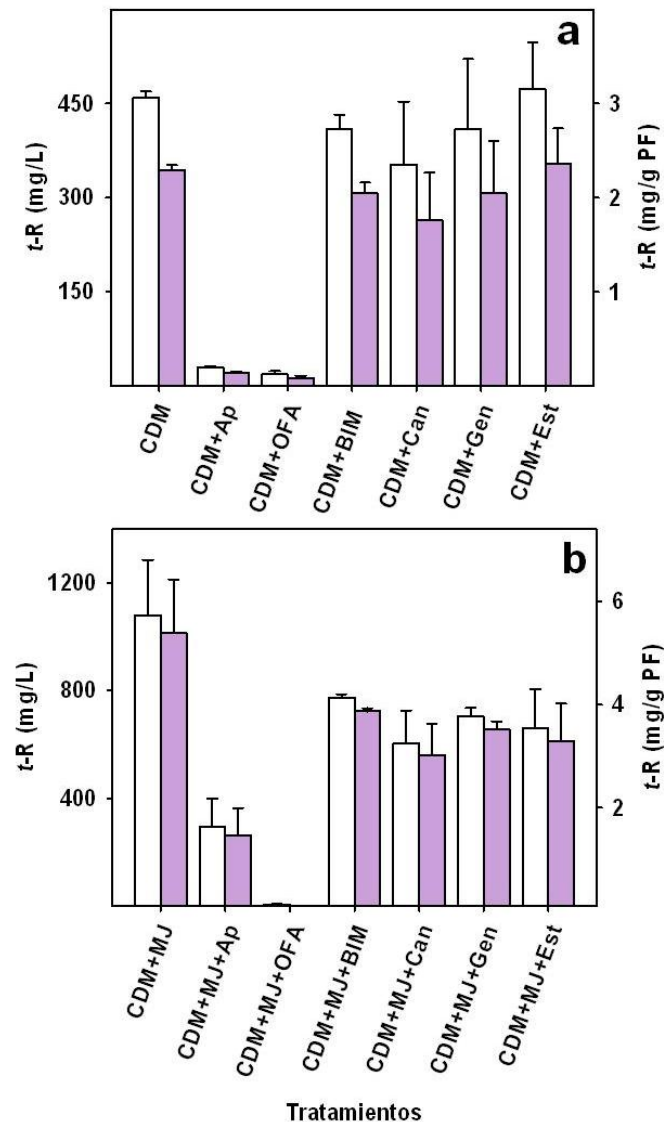 a
t-R (mg/L)
450
300
150
3
2
1
t-R (mg/g PF)
CDM
CDM+Ap
CDM+OFA
CDM+BIM
CDM+Can
CDM+Gen
CDM+Est
b
t-R (mg/L)
1200
800
400
6
4
2
t-R (mg/g PF)
CDM+MJ
CDM+MJ+Ap
CDM+MJ+OFA
CDM+MJ+BIM
CDM+MJ+Can
CDM+MJ+Gen
CDM+MJ+Est
Tratamientos